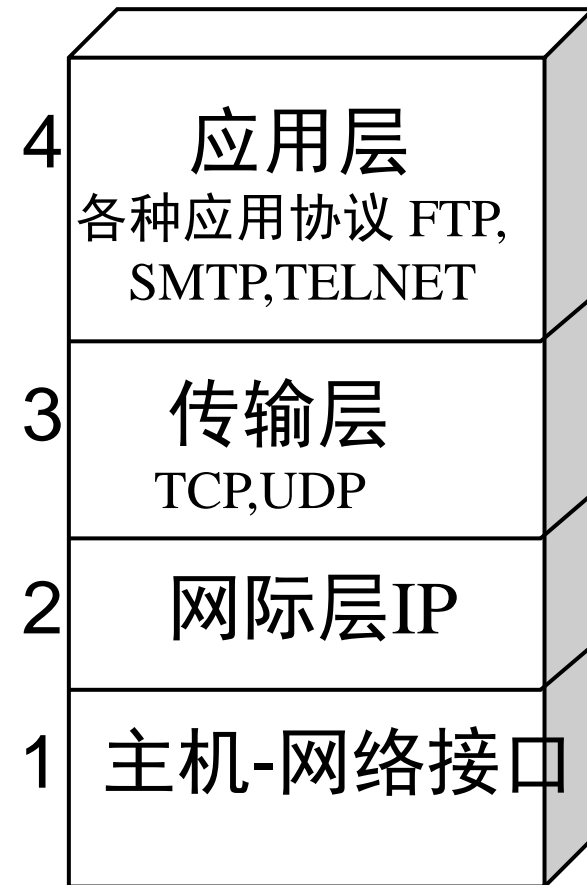 4
应用层
各种应用协议 FTP,
SMTP,TELNET
3
传输层
TCP,UDP
2
网际层IP
1
主机-网络接口